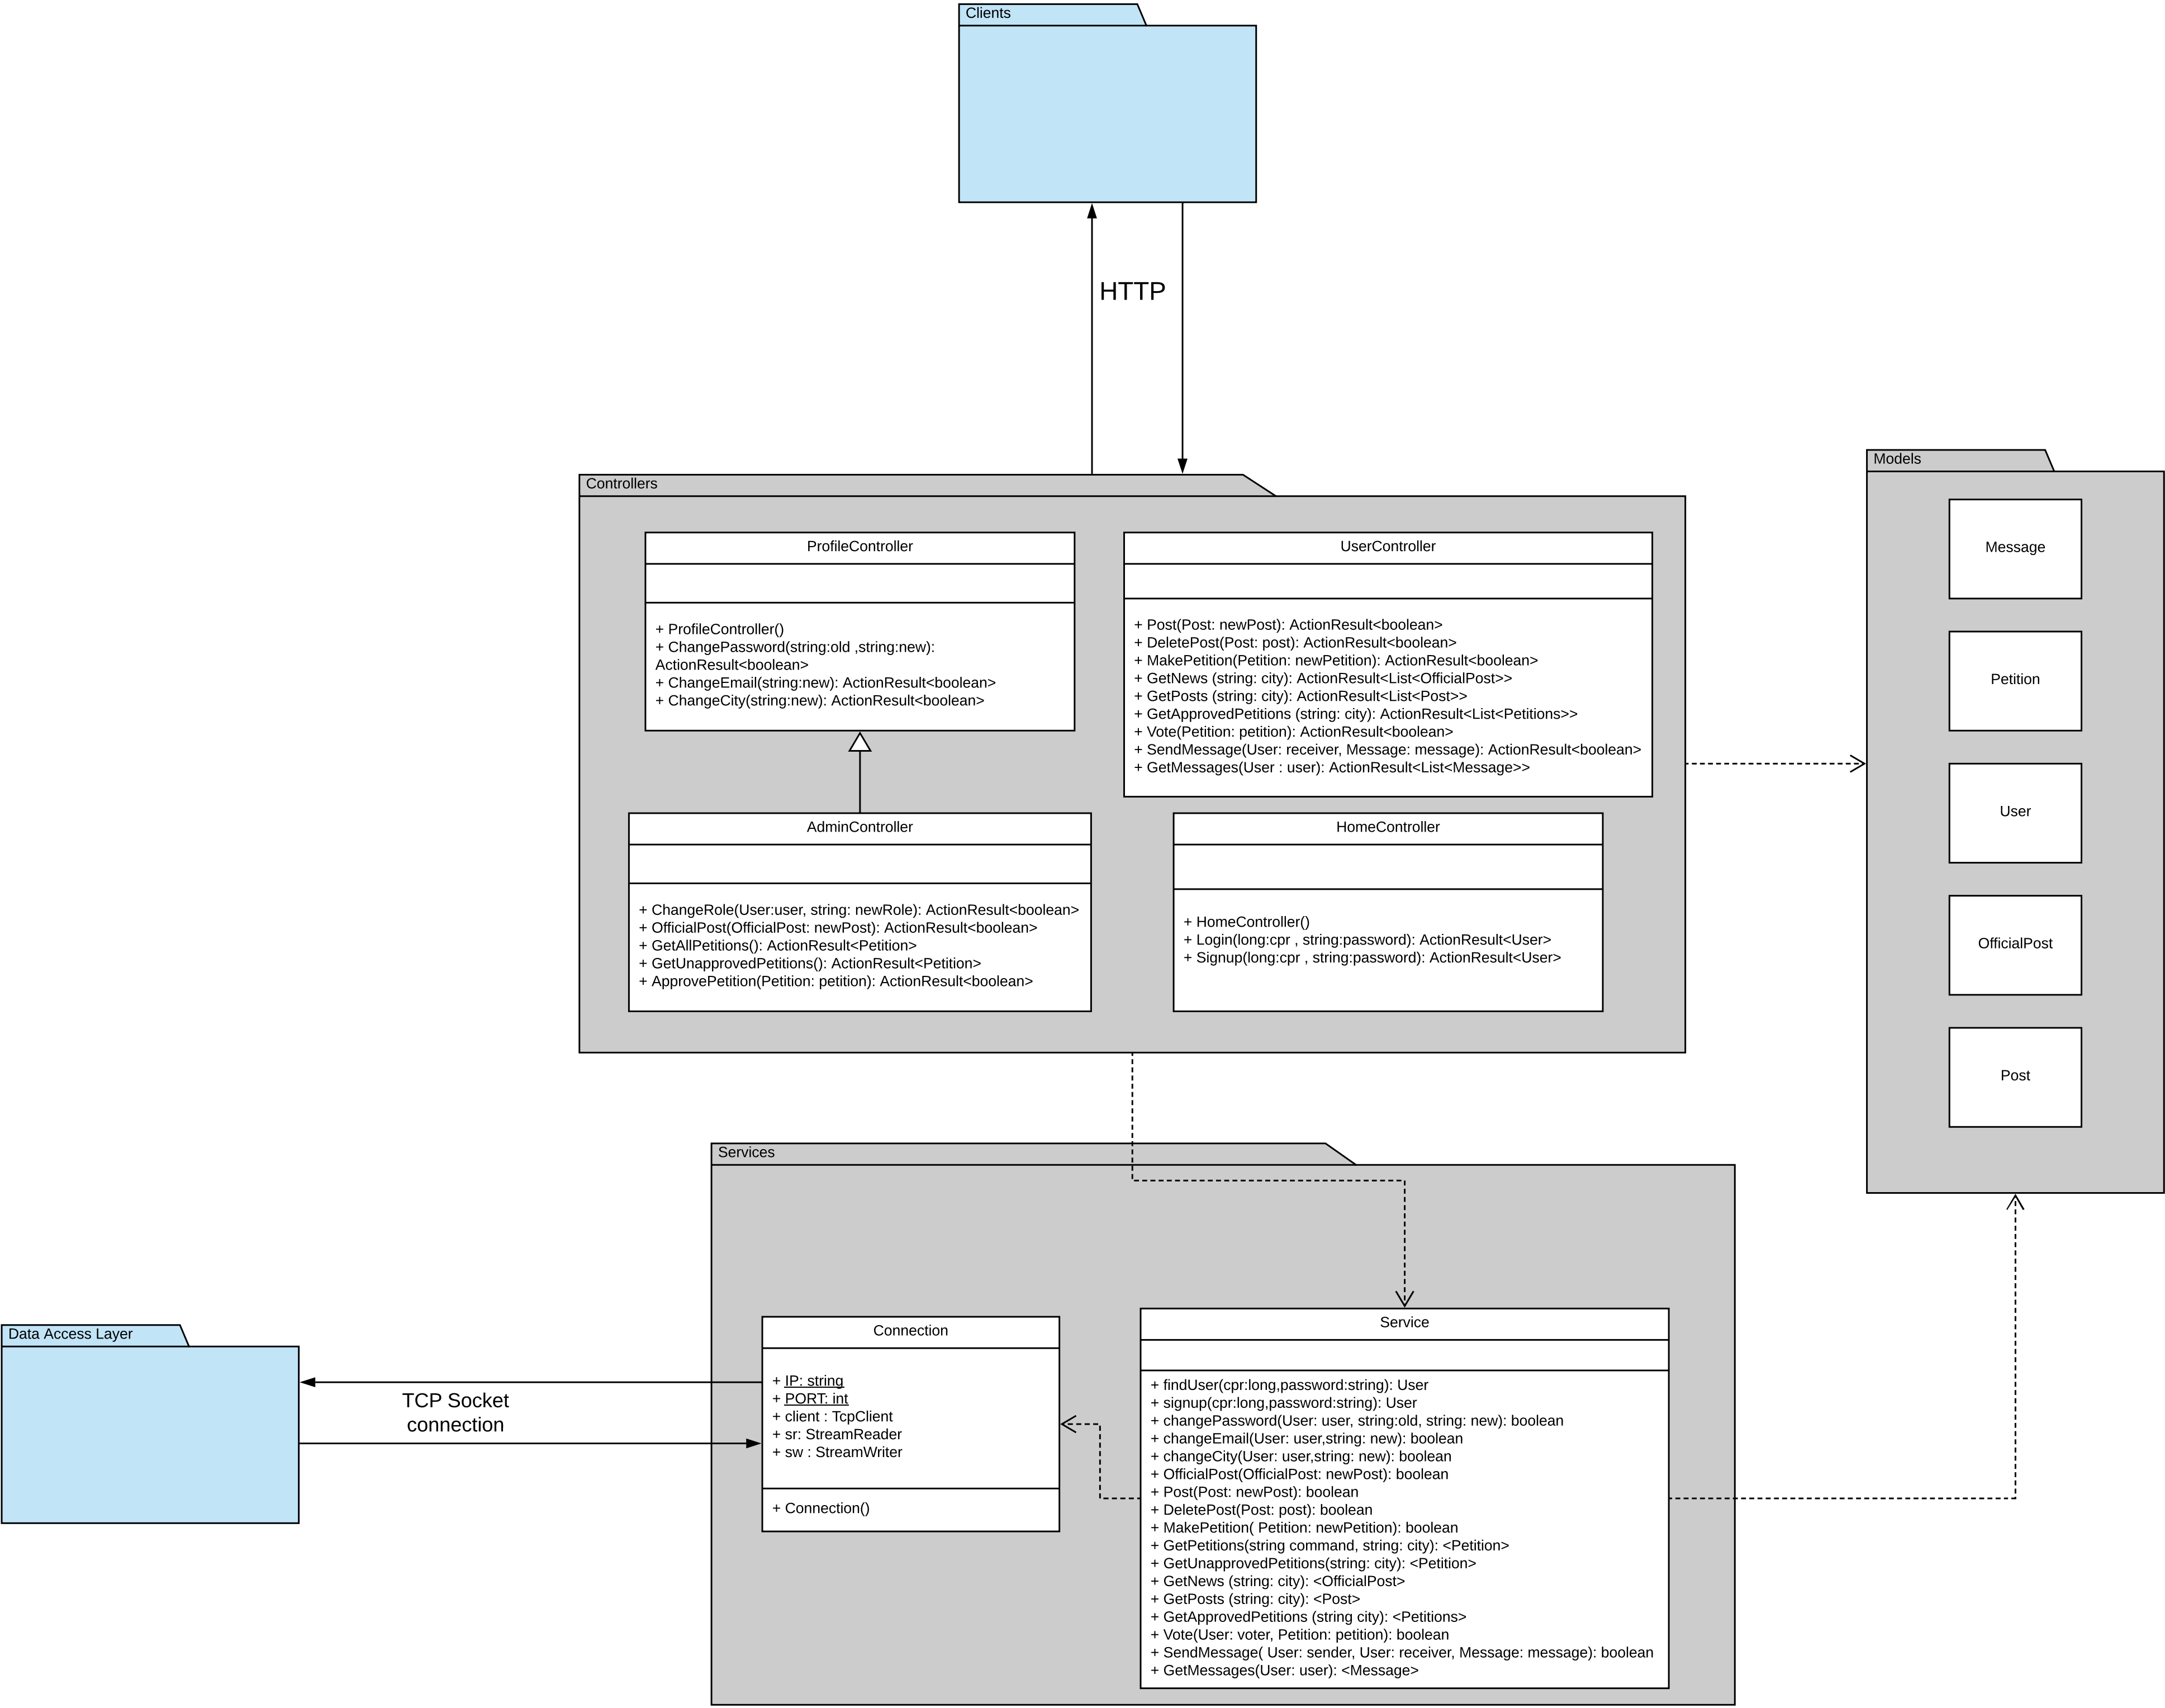 Clients
HTTP
Controllers
ProfileController
+ ProfileController()
+ ChangePassword(string:old ,string:new):
ActionResult<boolean>
+ ChangeEmail(string:new): ActionResult<boolean>
+ ChangeCity(string:new): ActionResult<boolean>
UserController
+ Post(Post: newPost): ActionResult<boolean>
+ DeletePost(Post: post): ActionResult<boolean>
+ MakePetition(Petition: newPetition): ActionResult<boolean>
+ GetNews (string: city): ActionResult<List<OfficialPost>>
+ GetPosts (string: city): ActionResult<List<Post>>
+ GetApprovedPetitions (string: city): ActionResult<List<Petitions>>
+ Vote(Petition: petition): ActionResult<boolean>
+ SendMessage(User: receiver, Message: message): ActionResult<boolean>
+ GetMessages(User : user): ActionResult<List<Message>>
AdminController
+ ChangeRole(User:user, string: newRole): ActionResult<boolean>
+ OfficialPost(OfficialPost: newPost): ActionResult<boolean>
+ GetAllPetitions(): ActionResult<Petition>
+ GetUnapprovedPetitions(): ActionResult<Petition>
+ ApprovePetition(Petition: petition): ActionResult<boolean>
HomeController
+ HomeController()
+ Login(long:cpr , string:password): ActionResult<User>
+ Signup(long:cpr , string:password): ActionResult<User>
Models
Message
Petition
User
OfficialPost
Post
Services
Connection
+ IP: string
+ PORT: int
+ client : TcpClient
+ sr: StreamReader
+ sw : StreamWriter
+ Connection()
Service
+ findUser(cpr:long,password:string): User
+ signup(cpr:long,password:string): User
+ changePassword(User: user, string:old, string: new): boolean
+ changeEmail(User: user,string: new): boolean
+ changeCity(User: user,string: new): boolean
+ OfficialPost(OfficialPost: newPost): boolean
+ Post(Post: newPost): boolean
+ DeletePost(Post: post): boolean
+ MakePetition( Petition: newPetition): boolean
+ GetPetitions(string command, string: city): <Petition>
+ GetUnapprovedPetitions(string: city): <Petition>
+ GetNews (string: city): <OfficialPost>
+ GetPosts (string: city): <Post>
+ GetApprovedPetitions (string city): <Petitions>
+ Vote(User: voter, Petition: petition): boolean
+ SendMessage( User: sender, User: receiver, Message: message): boolean
+ GetMessages(User: user): <Message>
Data Access Layer
TCP Socket
connection